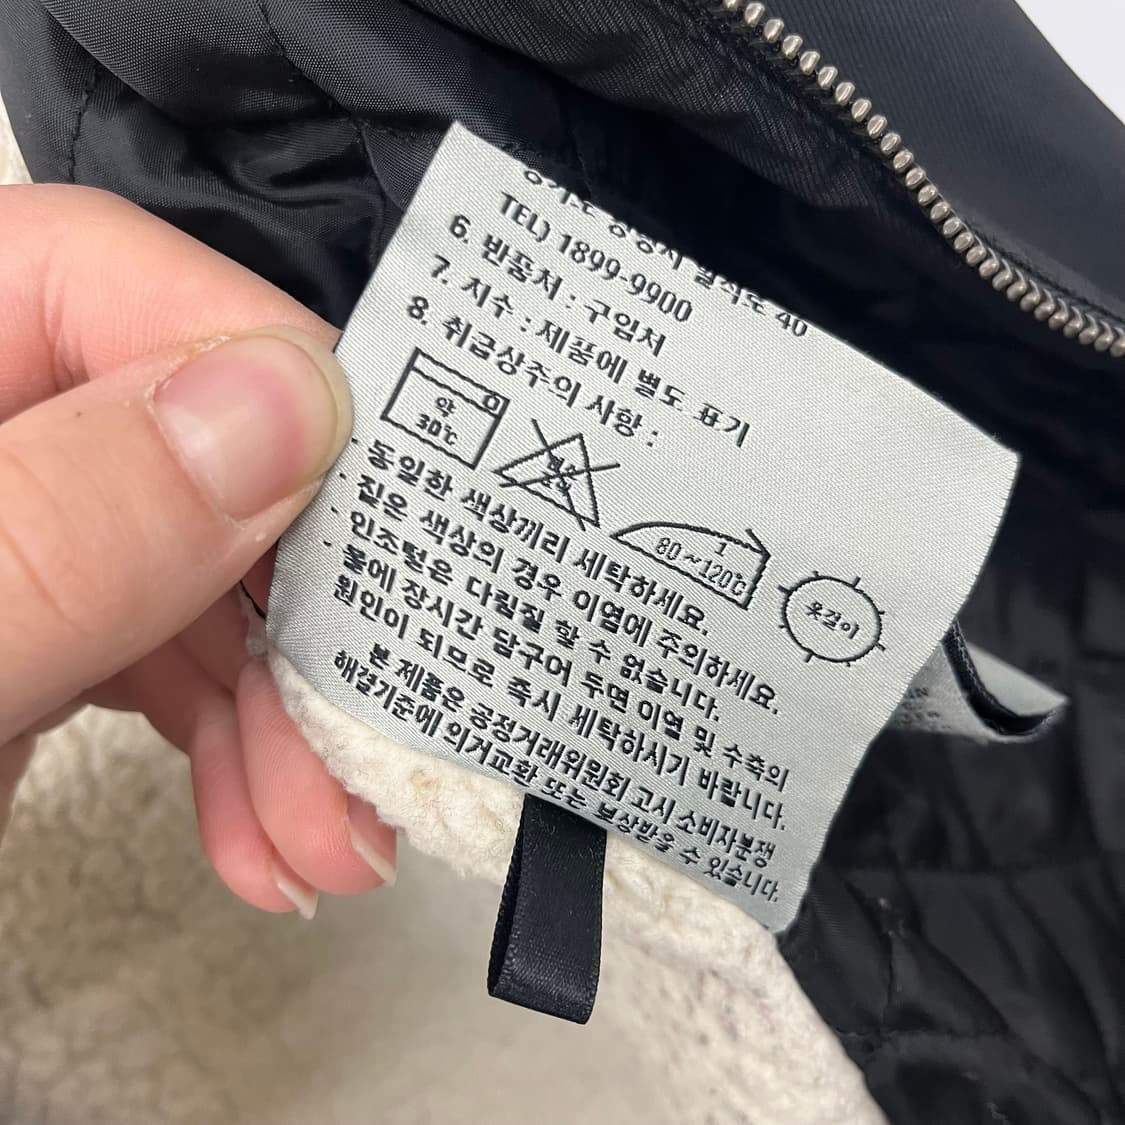 TEL) 1899-9900
6. 반품처 : 구입처
7. 치수 : 제품에 별도 표기
8. 취급상주의 사항 :
약
30℃
염소
표백
1
80~120℃
옷걸이
- 동일한 색상끼리 세탁하세요.
- 짙은 색상의 경우 이염에 주의하세요.
- 인조털은 다림질 할 수 없습니다.
- 물에 장시간 담구어 두면 이염 및 수축의
원인이 되므로 즉시 세탁하시기 바랍니다.
본 제품은 공정거래위원회 고시 소비자분쟁
해결기준에 의거교환 또는 보상받을 수 있습니다.